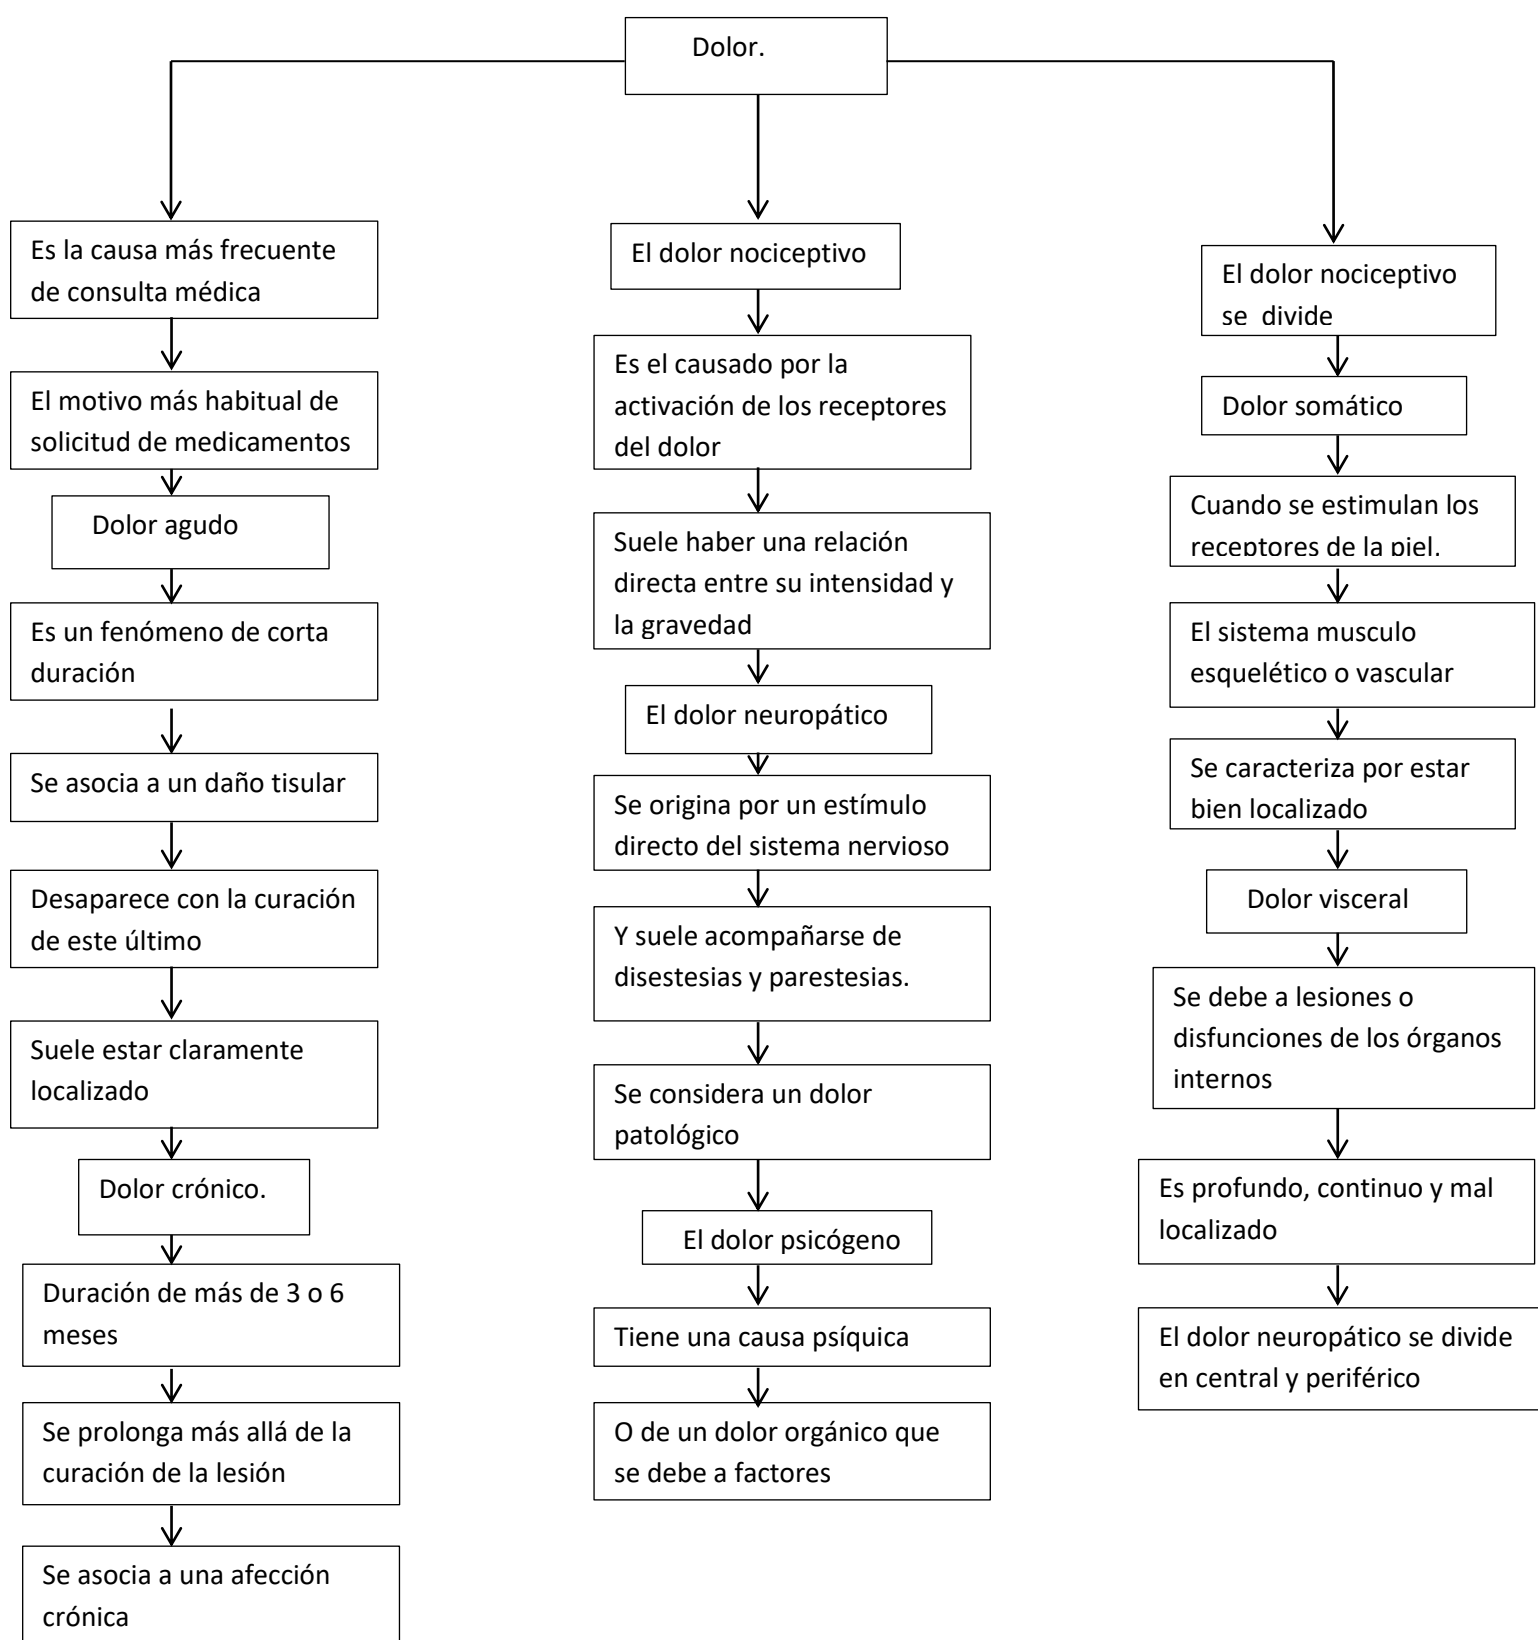 Dolor.
Es la causa más frecuente
de consulta médica
El motivo más habitual de
solicitud de medicamentos
Dolor agudo
Es un fenómeno de corta
duración
Se asocia a un daño tisular
Desaparece con la curación
de este último
Suele estar claramente
localizado
Dolor crónico.
Duración de más de 3 o 6
meses
Se prolonga más allá de la
curación de la lesión
Se asocia a una afección
crónica
El dolor nociceptivo
Es el causado por la
activación de los receptores
del dolor
Suele haber una relación
directa entre su intensidad y
la gravedad
El dolor neuropático
Se origina por un estímulo
directo del sistema nervioso
Y suele acompañarse de
disestesias y parestesias.
Se considera un dolor
patológico
El dolor psicógeno
Tiene una causa psíquica
O de un dolor orgánico que
se debe a factores
El dolor nociceptivo
se  divide
Dolor somático
Cuando se estimulan los
receptores de la piel.
El sistema musculo
esquelético o vascular
Se caracteriza por estar
bien localizado
Dolor visceral
Se debe a lesiones o
disfunciones de los órganos
internos
Es profundo, continuo y mal
localizado
El dolor neuropático se divide
en central y periférico